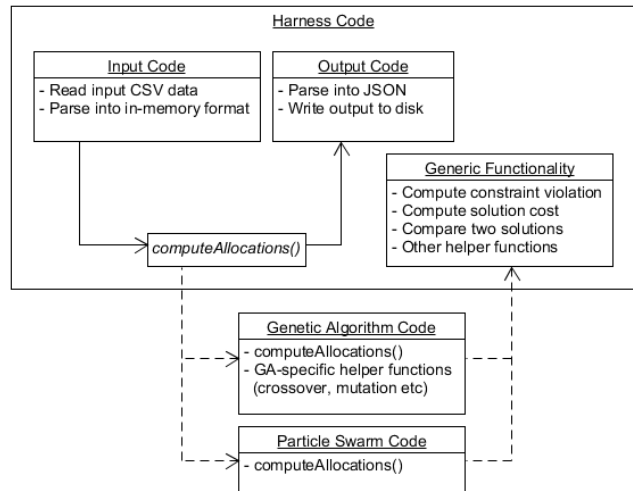 Harness Code
Input Code
- Read input CSV data
- Parse into in-memory format
Output Code
- Parse into JSON
- Write output to disk
Generic Functionality
- Compute constraint violation
- Compute solution cost
- Compare two solutions
- Other helper functions
computeAllocations()
Genetic Algorithm Code
- computeAllocations()
- GA-specific helper functions
(crossover, mutation etc)
Particle Swarm Code
- computeAllocations()